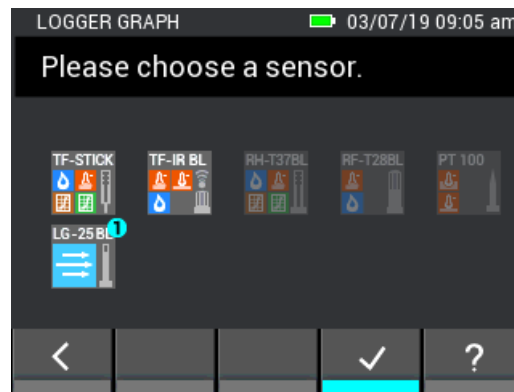 LOGGER GRAPH 03/07/19 09:05 am
Please choose a sensor.
TF-STICK TF-IR BL RH-T37BL RF-T28BL PT 100
LG-25 BL 1
?